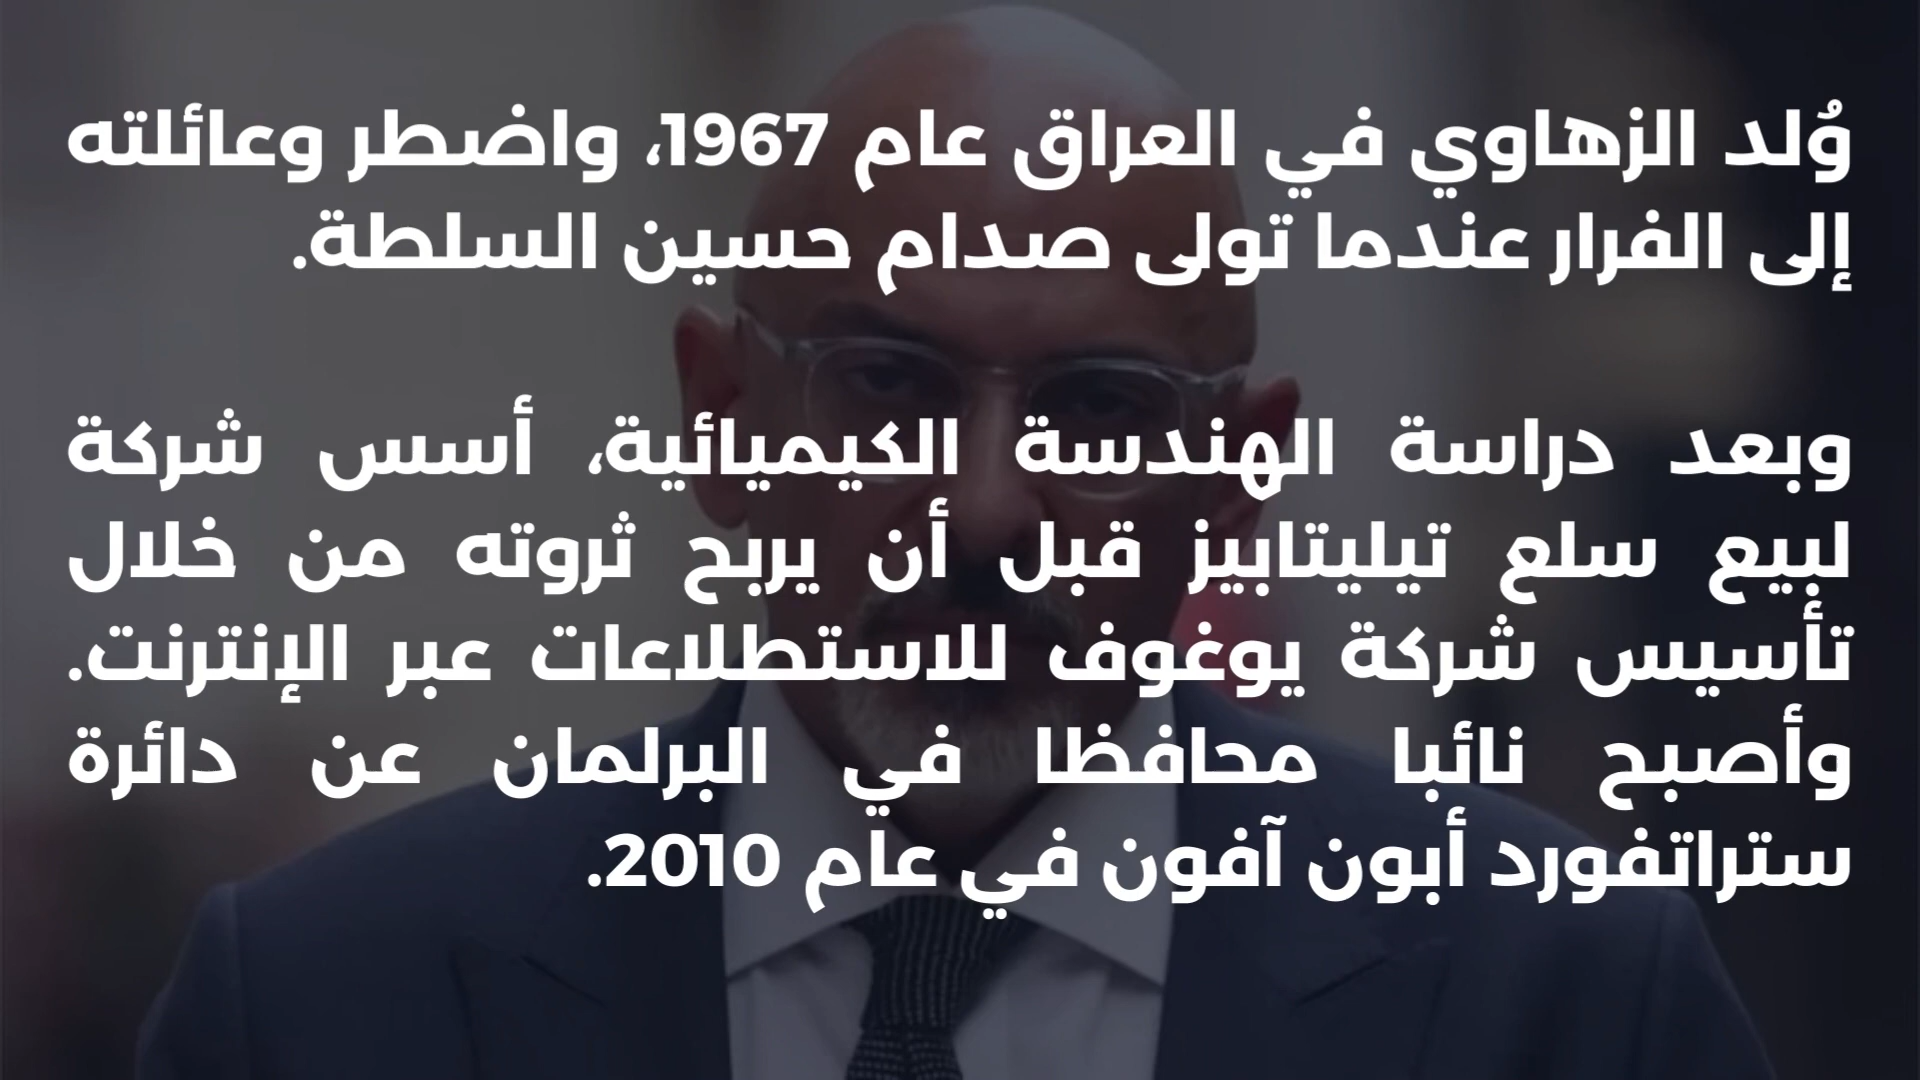 وُلد الزهاوي في العراق عام 1967، واضطر وعائلته
إلى الفرار عندما تولى صدام حسين السلطة.
وبعد دراسة الهندسة الكيميائية، أسس شركة
لبيع سلع تيليتابيز قبل أن يربح ثروته من خلال
تأسيس شركة يوغوف للاستطلاعات عبر الإنترنت.
وأصبح نائبا محافظا في البرلمان عن دائرة
ستراتفورد أبون آفون في عام 2010.